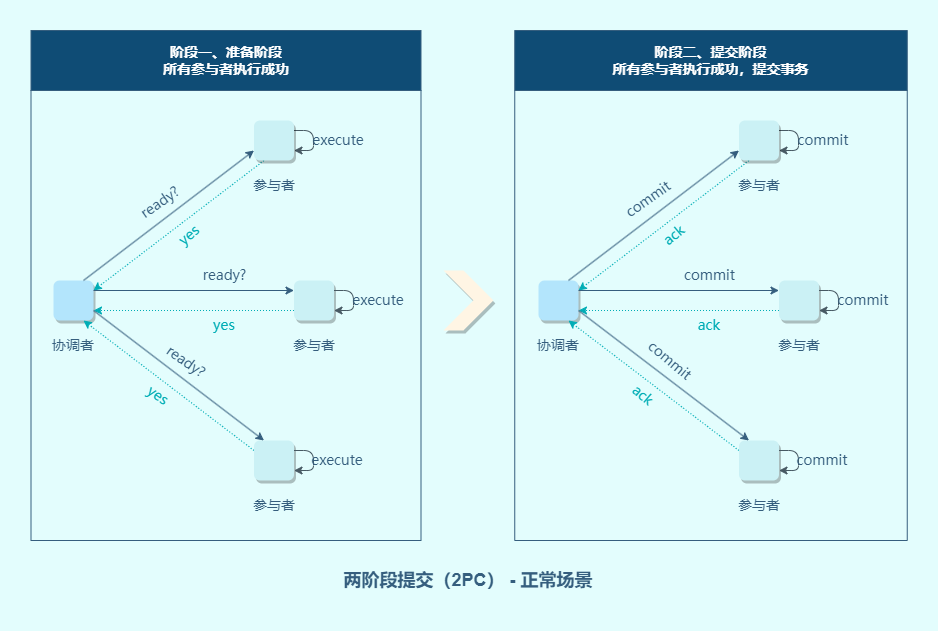 阶段一、准备阶段
所有参与者执行成功
execute
参与者
ready?
yes
ready?
execute
yes
协调者
参与者
ready?
yes
execute
参与者
阶段二、提交阶段
所有参与者执行成功，提交事务
commit
参与者
commit
ack
commit
commit
ack
协调者
参与者
commit
ack
commit
参与者
两阶段提交（2PC） - 正常场景